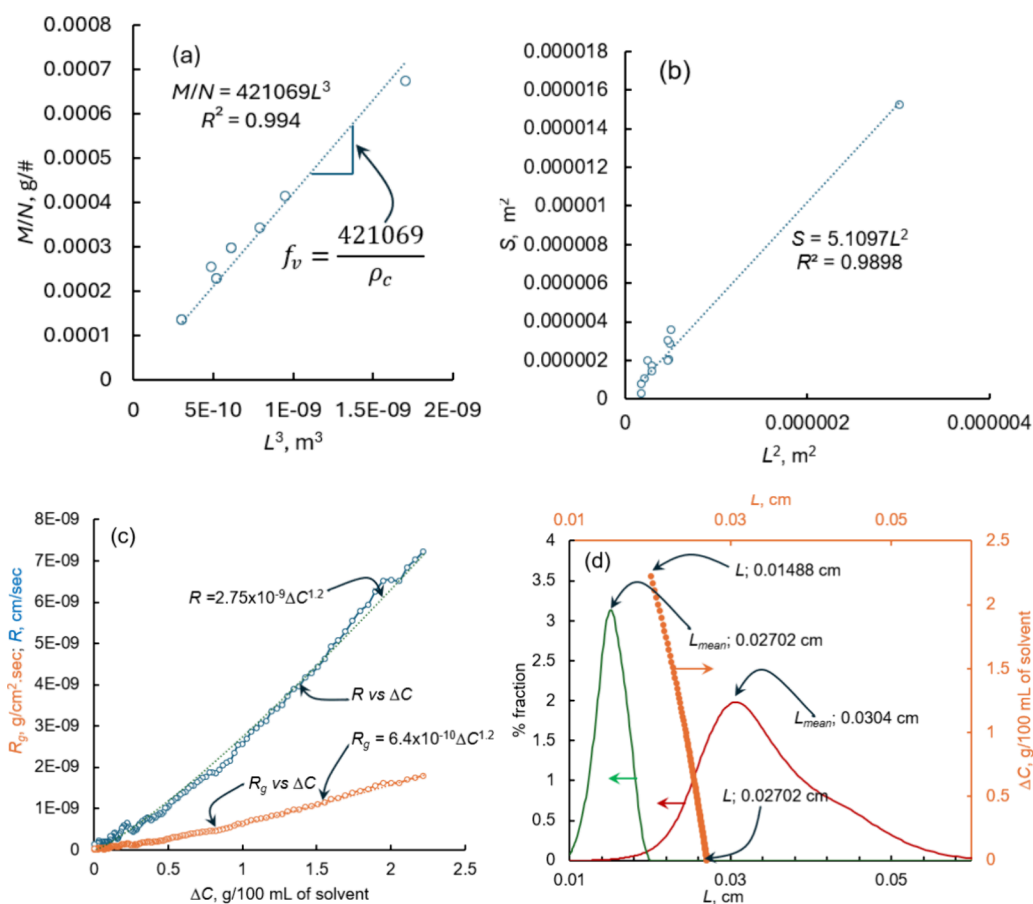 (a)
M/N = 421069L³
R² = 0.994
0.0008
0.0007
0.0006
0.0005
0.0004
0.0003
0.0002
0.0001
0
M/N, g/#
f_v = 421069/ρ_c
0
5E-10
1E-09
1.5E-09
2E-09
L³, m³
(b)
0.000018
0.000016
0.000014
0.000012
0.00001
0.000008
0.000006
0.000004
0.000002
0
S, m²
S = 5.1097L²
R² = 0.9898
0
0.000002
0.000004
L², m²
(c)
8E-09
7E-09
6E-09
5E-09
4E-09
3E-09
2E-09
1E-09
0
R_g, g/cm².sec; R, cm/sec
R =2.75x10⁻⁹ΔC¹·²
R vs ΔC
R_g = 6.4x10⁻¹⁰ΔC¹·²
R_g vs ΔC
0
0.5
1
1.5
2
2.5
ΔC, g/100 mL of solvent
L, cm
0.01
0.03
0.05
(d)
4
3.5
3
2.5
2
1.5
1
0.5
0
% fraction
L; 0.01488 cm
L_mean; 0.02702 cm
L_mean; 0.0304 cm
L; 0.02702 cm
2.5
2
1.5
1
0.5
0
ΔC, g/100 mL of solvent
0.01
0.03
0.05
L, cm